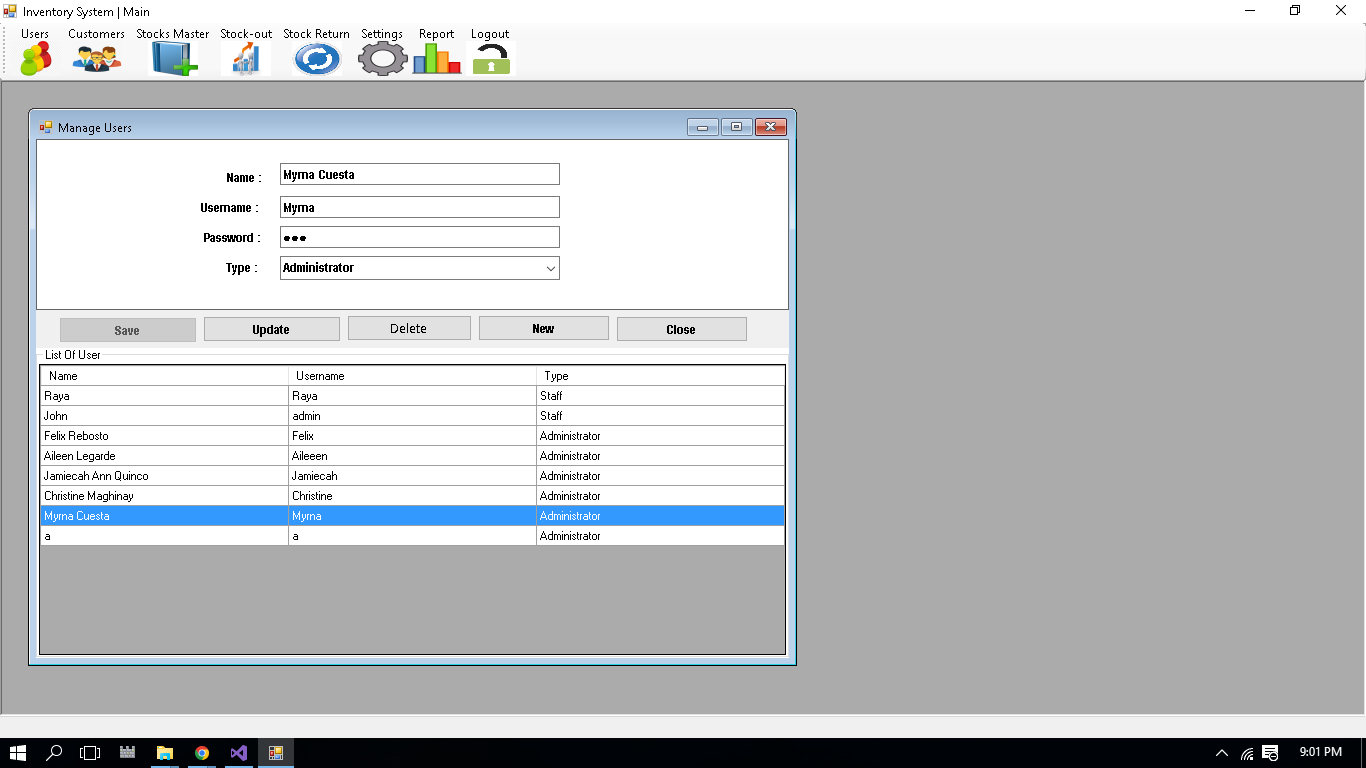 Inventory System | Main
Users Customers Stocks Master Stock-out Stock Return Settings Report Logout
Manage Users
Name : Myrna Cuesta
Username : Myrna
Password : ●●●
Type : Administrator
Save Update Delete New Close
List Of User
Name Username Type
Raya Raya Staff
John admin Staff
Felix Rebosto Felix Administrator
Aileen Legarde Aileeen Administrator
Jamiecah Ann Quinco Jamiecah Administrator
Christine Maghinay Christine Administrator
Myrna Cuesta Myrna Administrator
a a Administrator
9:01 PM